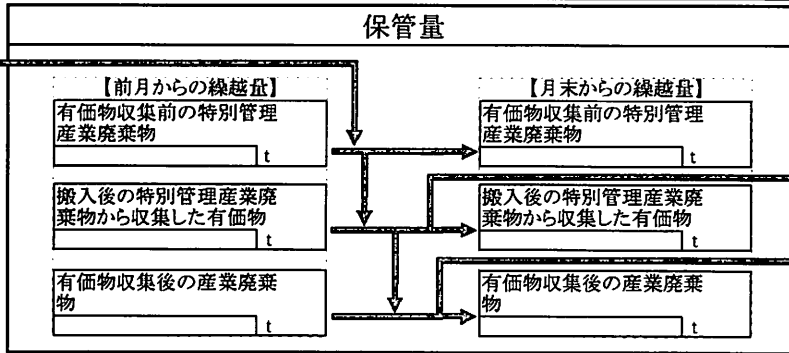 保管量
【前月からの繰越量】
有価物収集前の特別管理
産業廃棄物
t
搬入後の特別管理産業廃
棄物から収集した有価物
t
有価物収集後の産業廃棄
物
t
【月末からの繰越量】
有価物収集前の特別管理
産業廃棄物
t
搬入後の特別管理産業廃
棄物から収集した有価物
t
有価物収集後の産業廃棄
物
t